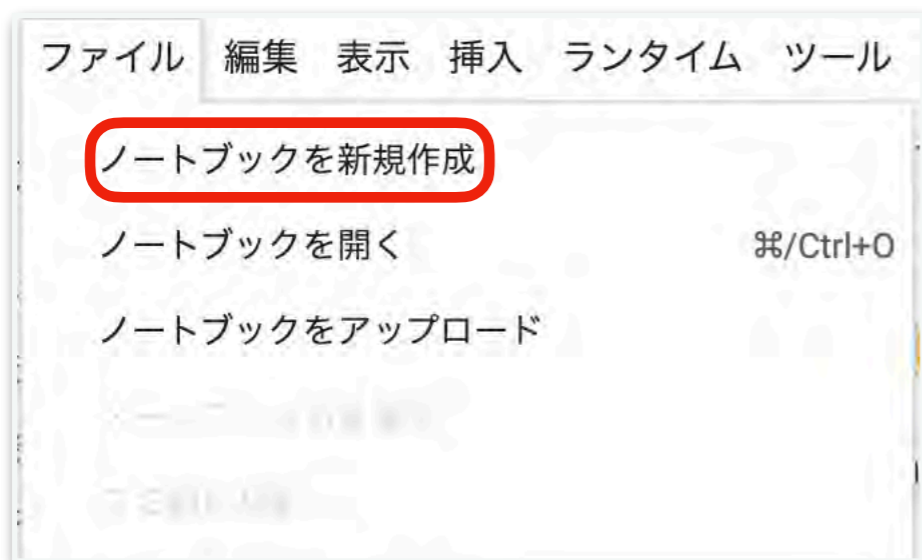 ファイル 編集 表示 挿入 ランタイム ツール
ノートブックを新規作成
ノートブックを開く ⌘/Ctrl+O
ノートブックをアップロード